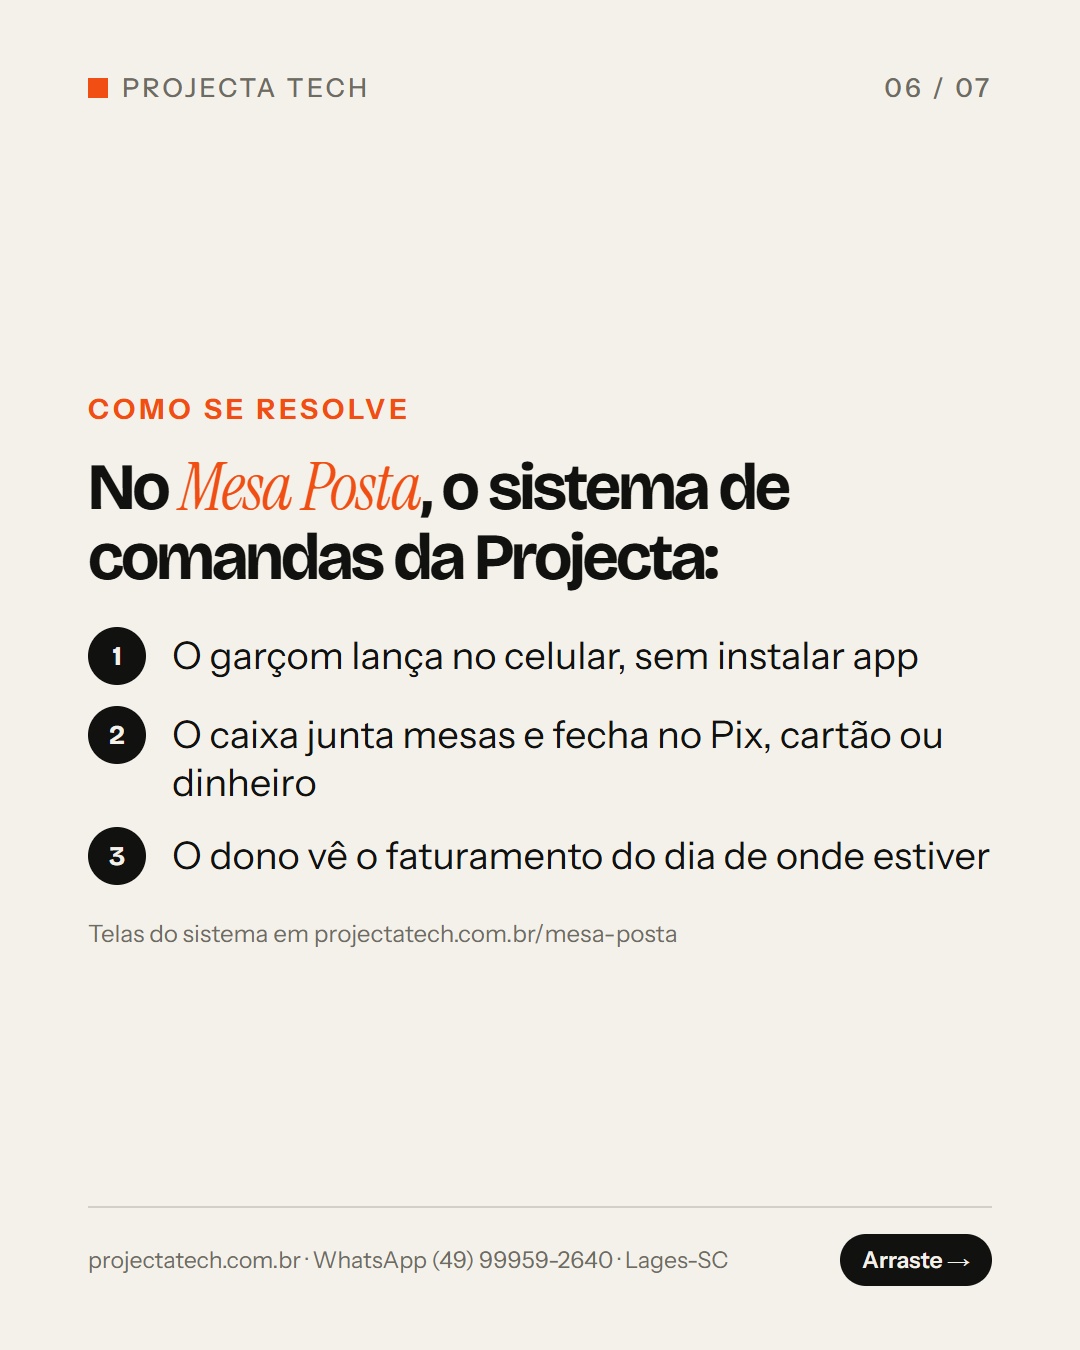 PROJECTA TECH
06 / 07
COMO SE RESOLVE
No Mesa Posta, o sistema de
comandas da Projecta:
1 O garçom lança no celular, sem instalar app
2 O caixa junta mesas e fecha no Pix, cartão ou
dinheiro
3 O dono vê o faturamento do dia de onde estiver
Telas do sistema em projectatech.com.br/mesa-posta
projectatech.com.br · WhatsApp (49) 99959-2640 · Lages-SC
Arraste →